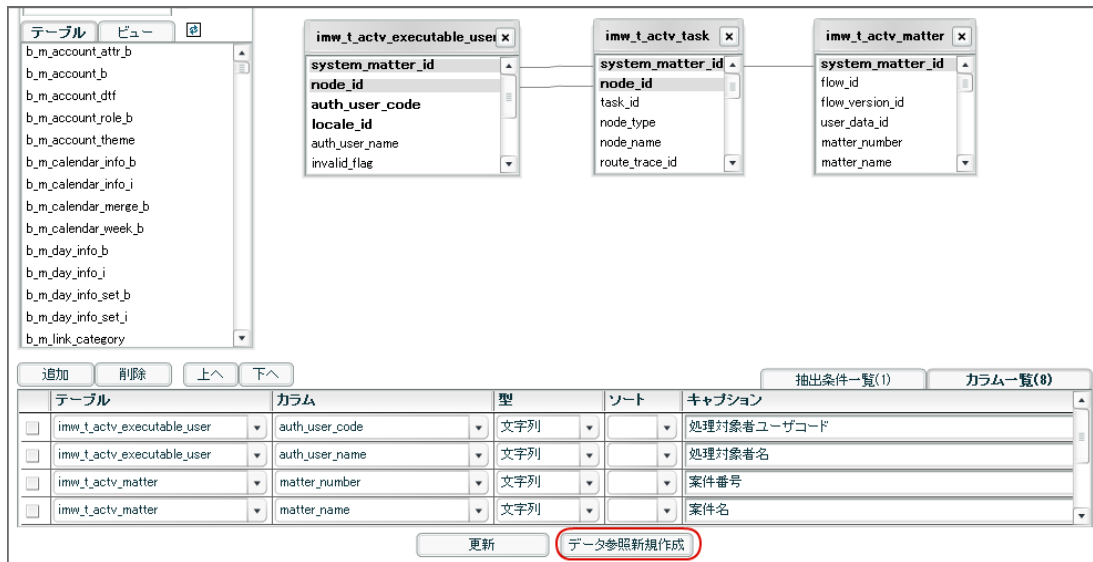 テーブル
ビュー
b_m_account_attr_b
b_m_account_b
b_m_account_dtf
b_m_account_role_b
b_m_account_theme
b_m_calendar_info_b
b_m_calendar_info_i
b_m_calendar_merge_b
b_m_calendar_week_b
b_m_day_info_b
b_m_day_info_i
b_m_day_info_set_b
b_m_day_info_set_i
b_m_link_category
imw_t_actv_executable_user
system_matter_id
node_id
auth_user_code
locale_id
auth_user_name
invalid_flag
imw_t_actv_task
system_matter_id
node_id
task_id
node_type
node_name
route_trace_id
imw_t_actv_matter
system_matter_id
flow_id
flow_version_id
user_data_id
matter_number
matter_name
追加 削除 上へ 下へ
抽出条件一覧(1) カラム一覧(8)
テーブル カラム 型 ソート キャプション
imw_t_actv_executable_user auth_user_code 文字列 処理対象者ユーザコード
imw_t_actv_executable_user auth_user_name 文字列 処理対象者名
imw_t_actv_matter matter_number 文字列 案件番号
imw_t_actv_matter matter_name 文字列 案件名
更新 データ参照新規作成